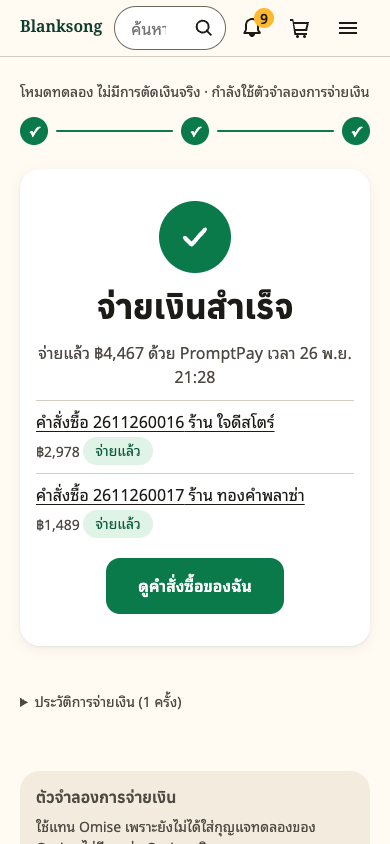 Blanksong
ค้นหา
9
โหมดทดลอง ไม่มีการตัดเงินจริง · กำลังใช้ตัวจำลองการจ่ายเงิน
จ่ายเงินสำเร็จ
จ่ายแล้ว ฿4,467 ด้วย PromptPay เวลา 26 พ.ย.
21:28
คำสั่งซื้อ 2611260016 ร้าน ใจดีสโตร์
฿2,978 จ่ายแล้ว
คำสั่งซื้อ 2611260017 ร้าน ทองคำพลาซ่า
฿1,489 จ่ายแล้ว
ดูคำสั่งซื้อของฉัน
ประวัติการจ่ายเงิน (1 ครั้ง)
ตัวจำลองการจ่ายเงิน
ใช้แทน Omise เพราะยังไม่ได้ใส่กุญแจทดลองของ